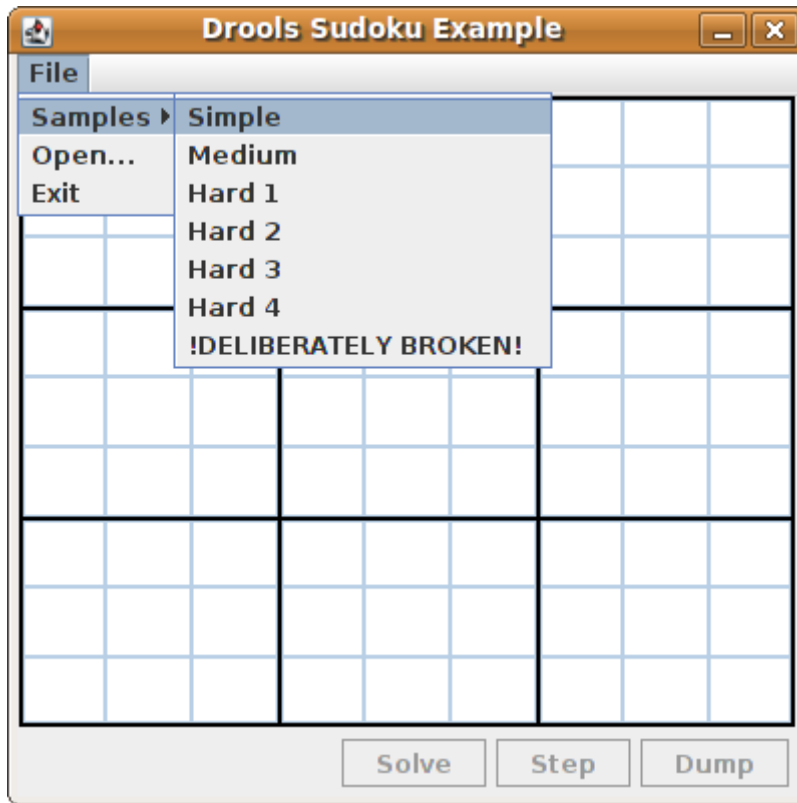 Drools Sudoku Example
File
Samples Simple
Open... Medium
Exit Hard 1
Hard 2
Hard 3
Hard 4
!DELIBERATELY BROKEN!
Solve Step Dump